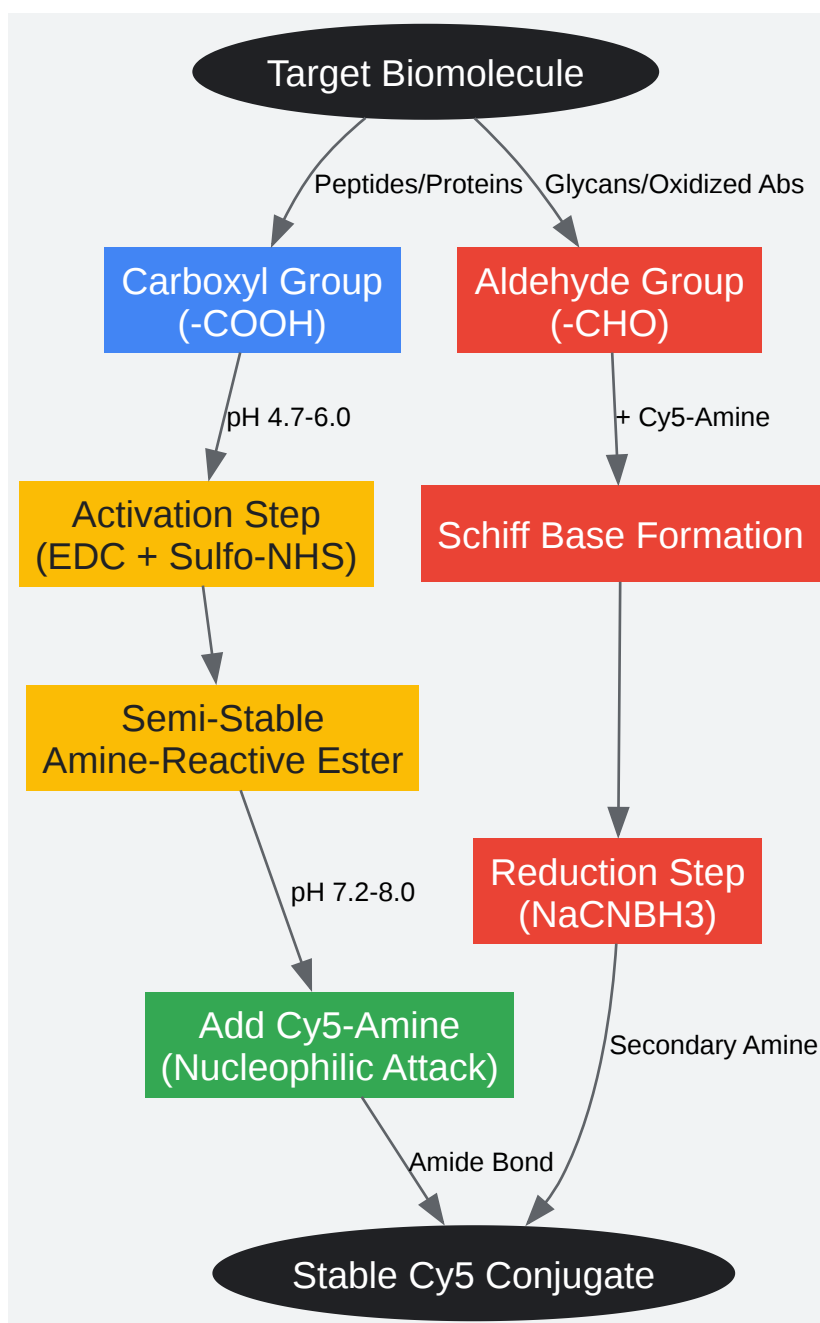 Target Biomolecule
Peptides/Proteins
Glycans/Oxidized Abs
Carboxyl Group
(-COOH)
Aldehyde Group
(-CHO)
pH 4.7-6.0
+ Cy5-Amine
Activation Step
(EDC + Sulfo-NHS)
Schiff Base Formation
Semi-Stable
Amine-Reactive Ester
pH 7.2-8.0
Reduction Step
(NaCNBH3)
Add Cy5-Amine
(Nucleophilic Attack)
Secondary Amine
Amide Bond
Stable Cy5 Conjugate